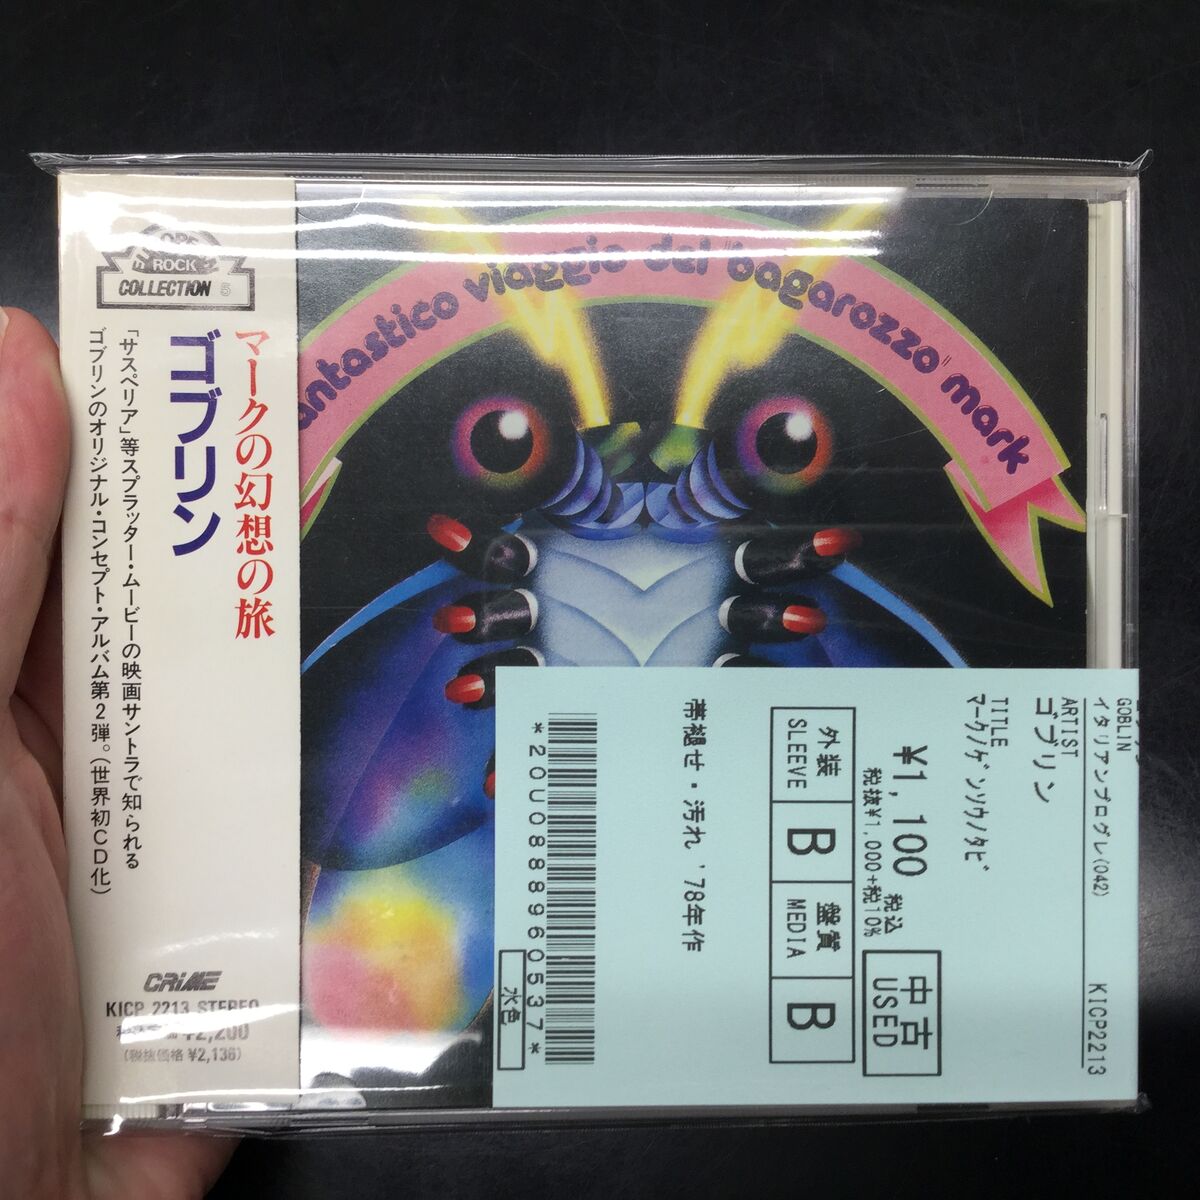 ROCK
COLLECTION 5
マークの幻想の旅
ゴブリン
「サスペリア」等スプラッター・ムービーの映画サントラで知られる
ゴブリンのオリジナル・コンセプト・アルバム第2弾。(世界初CD化)
CRIME
KICP 2213 STEREO
¥2,200
(税抜価格 ¥2,136)
antastico viaggio del "bagarozzo" mark
GOBLIN
イタリアンプログレ(042)
KICP2213
ARTIST
ゴブリン
TITLE
マークノゲンソウノタビ
¥1,100 税込
税抜¥1,000+税10%
中古
USED
外装
SLEEVE
B
盤質
MEDIA
B
帯褪せ・汚れ '78年作
*20U0888960537*
水色